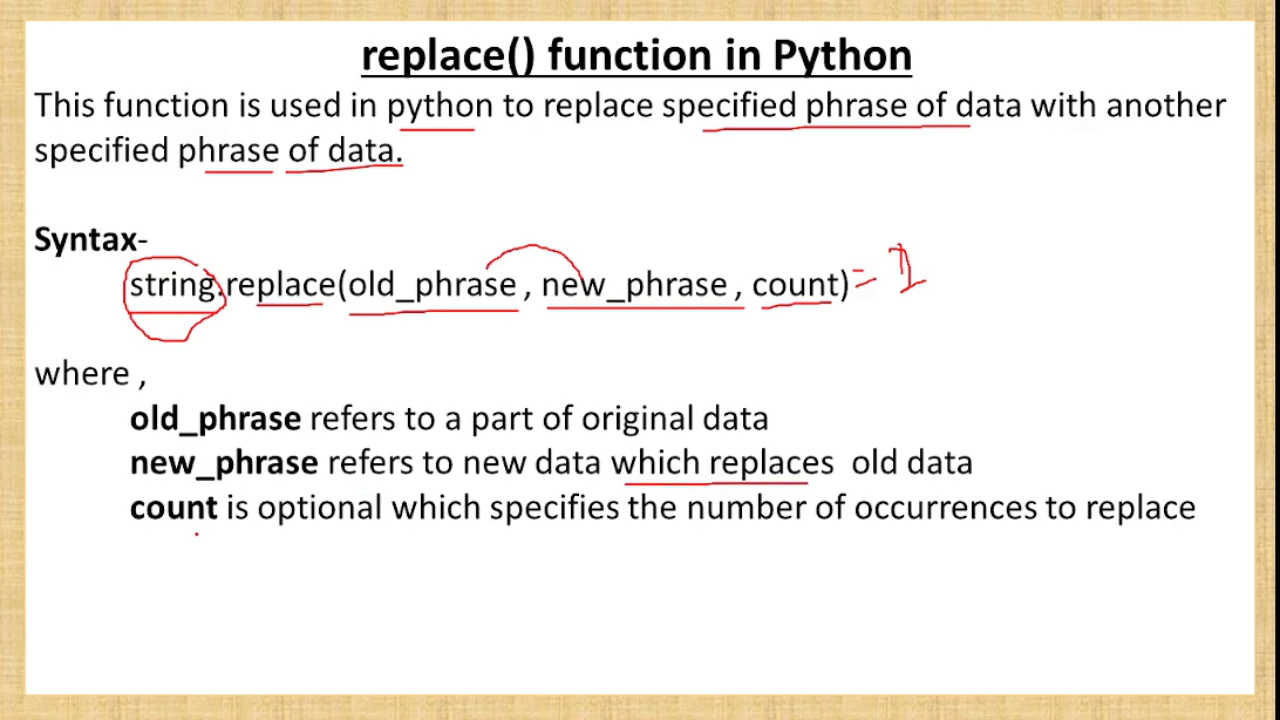 replace() function in Python
This function is used in python to replace specified phrase of data with another
specified phrase of data.
Syntax-
string.replace(old_phrase , new_phrase , count) = 1
where ,
old_phrase refers to a part of original data
new_phrase refers to new data which replaces old data
count is optional which specifies the number of occurrences to replace